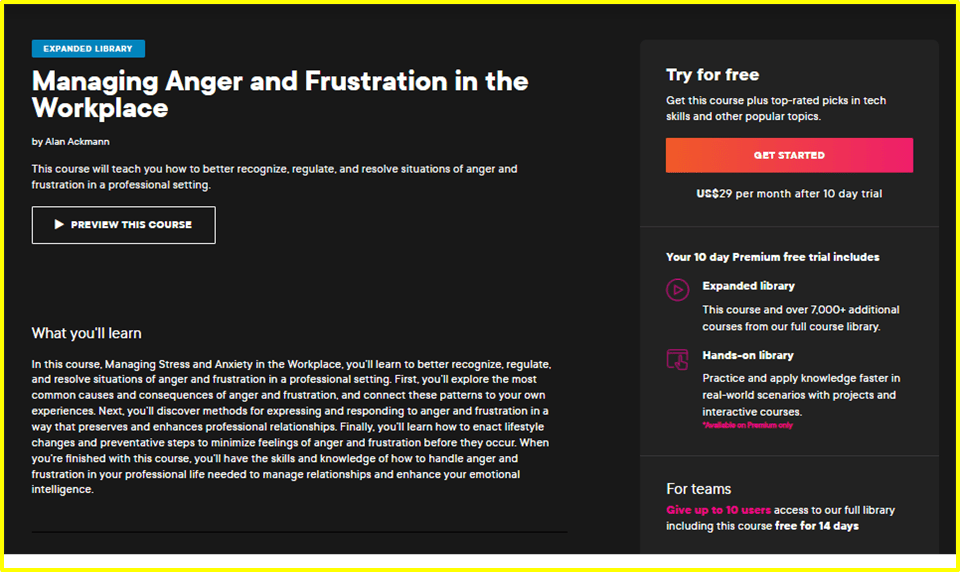 EXPANDED LIBRARY
Managing Anger and Frustration in the
Workplace
by Alan Ackmann
This course will teach you how to better recognize, regulate, and resolve situations of anger and
frustration in a professional setting.
PREVIEW THIS COURSE
What you'll learn
In this course, Managing Stress and Anxiety in the Workplace, you'll learn to better recognize, regulate,
and resolve situations of anger and frustration in a professional setting. First, you'll explore the most
common causes and consequences of anger and frustration, and connect these patterns to your own
experiences. Next, you'll discover methods for expressing and responding to anger and frustration in a
way that preserves and enhances professional relationships. Finally, you'll learn how to enact lifestyle
changes and preventative steps to minimize feelings of anger and frustration before they occur. When
you're finished with this course, you'll have the skills and knowledge of how to handle anger and
frustration in your professional life needed to manage relationships and enhance your emotional
intelligence.
Try for free
Get this course plus top-rated picks in tech
skills and other popular topics.
GET STARTED
US$29 per month after 10 day trial
Your 10 day Premium free trial includes
Expanded library
This course and over 7,000+ additional
courses from our full course library.
Hands-on library
Practice and apply knowledge faster in
real-world scenarios with projects and
interactive courses.
*Available on Premium only
For teams
Give up to 10 users access to our full library
including this course free for 14 days